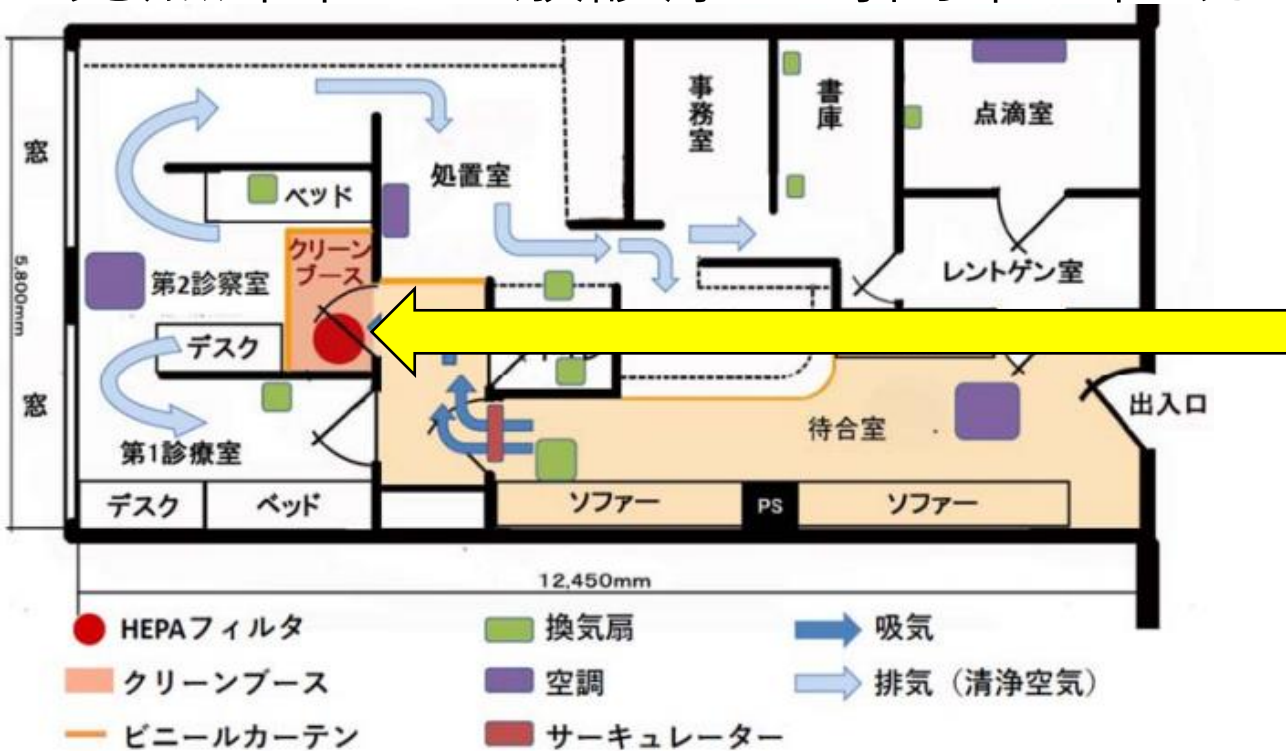 事務室
書庫
点滴室
窓
処置室
ベッド
クリーン
ブース
第2診察室
レントゲン室
5,800mm
デスク
窓
出入口
待合室
第1診療室
デスク
ベッド
ソファー
PS
ソファー
12,450mm
HEPAフィルタ
換気扇
吸気
クリーンブース
空調
排気（清浄空気）
ビニールカーテン
サーキュレーター